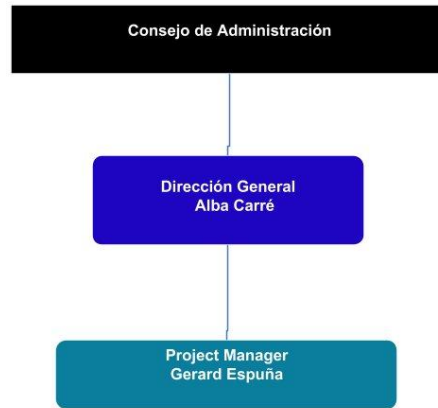 Consejo de Administración
Dirección General
Alba Carré
Project Manager
Gerard Espuña